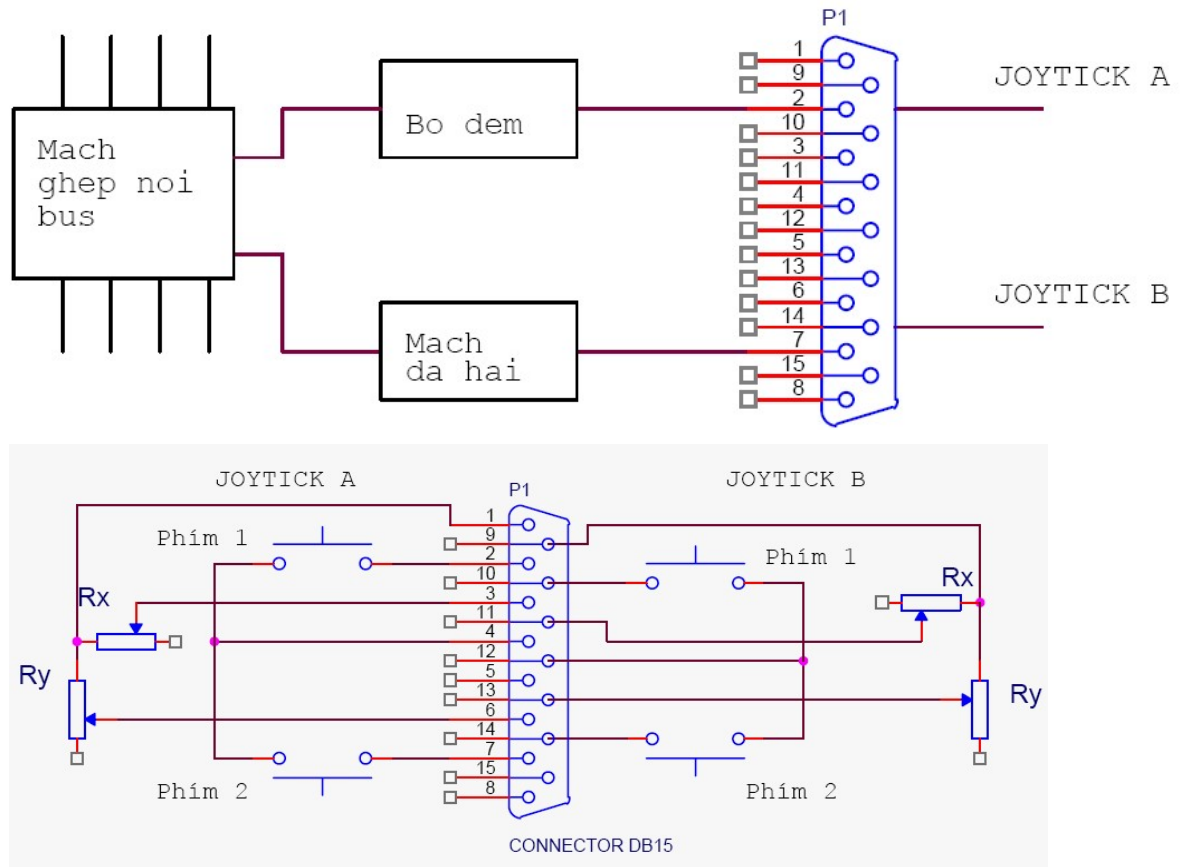 P1
1
9
2
10
3
11
4
12
5
13
6
14
7
15
8
JOYTICK A
JOYTICK B
Mach
ghep noi
bus
Bo dem
Mach
da hai
JOYTICK A
JOYTICK B
P1
1
9
2
10
3
11
4
12
5
13
6
14
7
15
8
Phím 1
Rx
Ry
Phím 2
Phím 1
Rx
Ry
Phím 2
CONNECTOR DB15